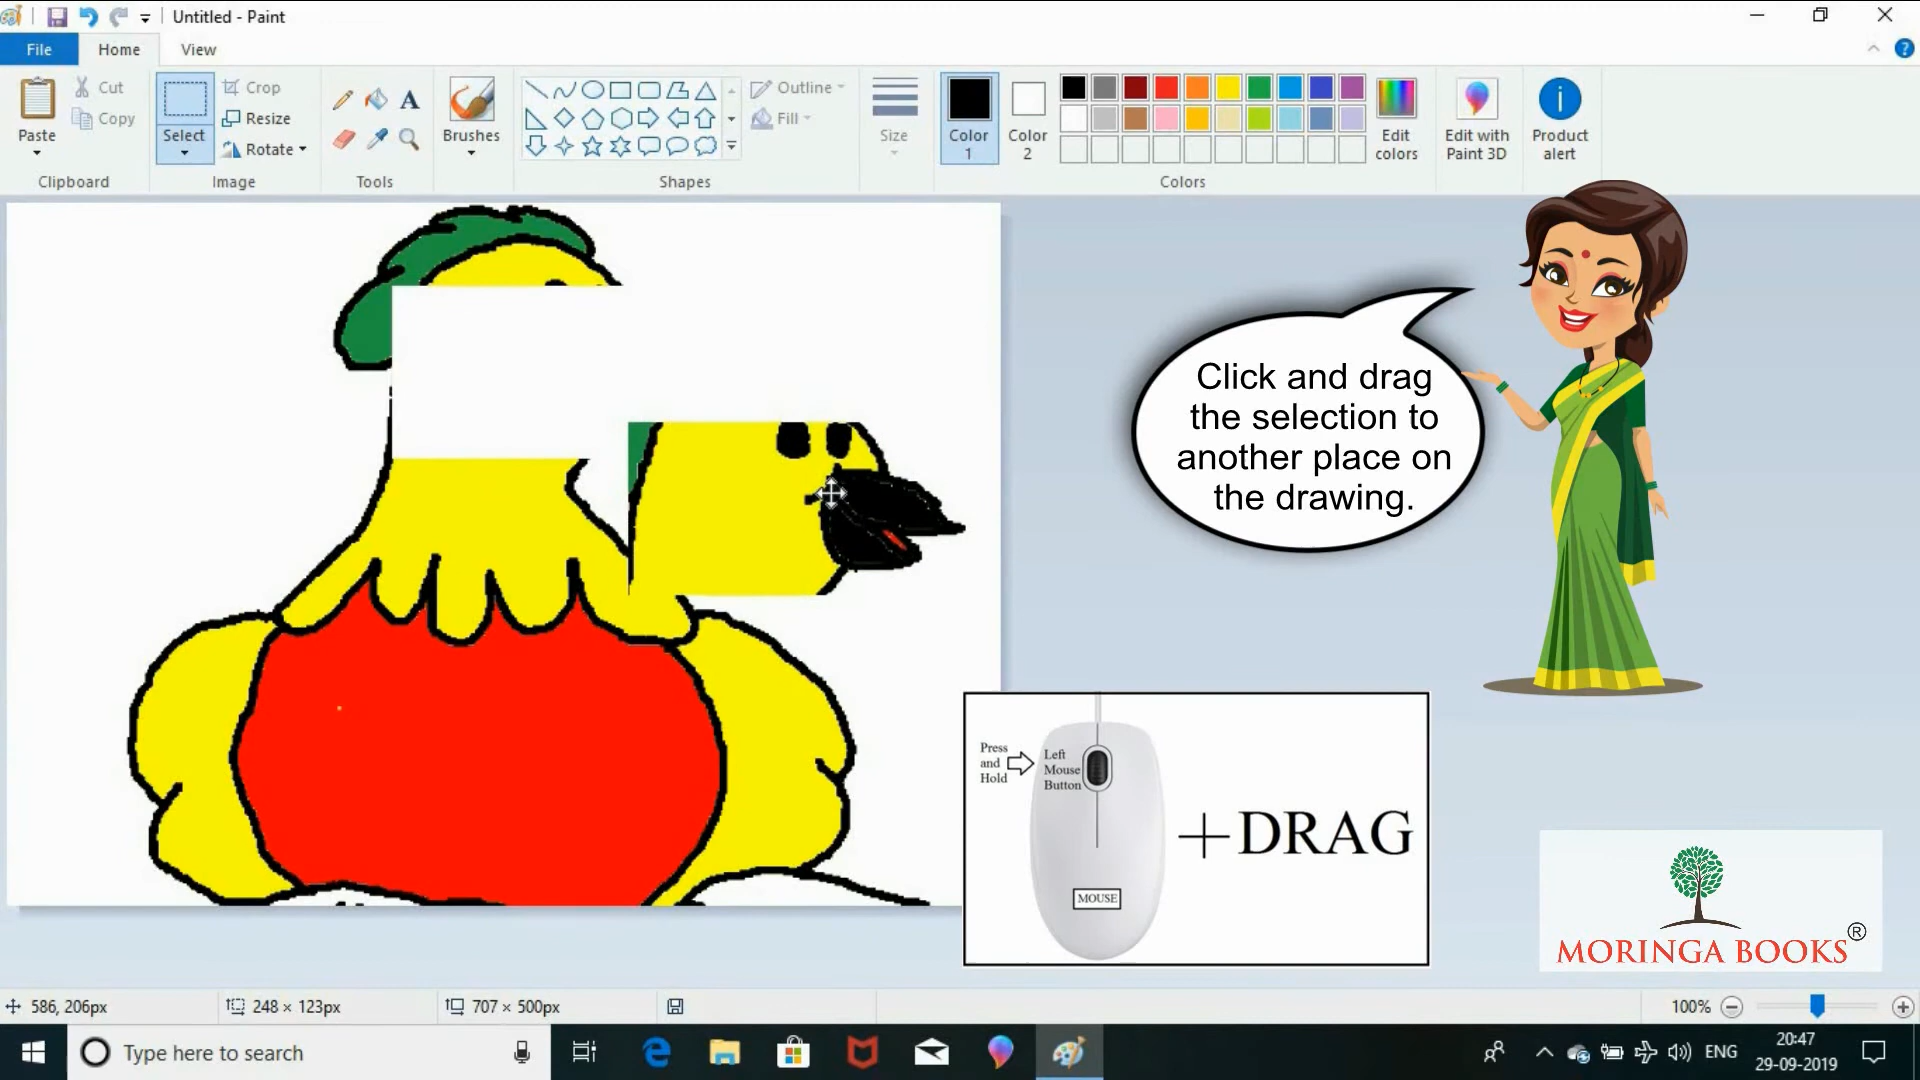 Untitled - Paint
File
Home
View
Paste
Cut
Copy
Clipboard
Select
Crop
Resize
Rotate
Image
A
Tools
Brushes
Shapes
Outline
Fill
Size
Color
1
Color
2
Edit
colors
Colors
Edit with
Paint 3D
Product
alert
Click and drag
the selection to
another place on
the drawing.
Press
and
Hold
Left
Mouse
Button
MOUSE
+DRAG
MORINGA BOOKS®
586, 206px
248 × 123px
707 × 500px
100%
Type here to search
ENG
20:47
29-09-2019